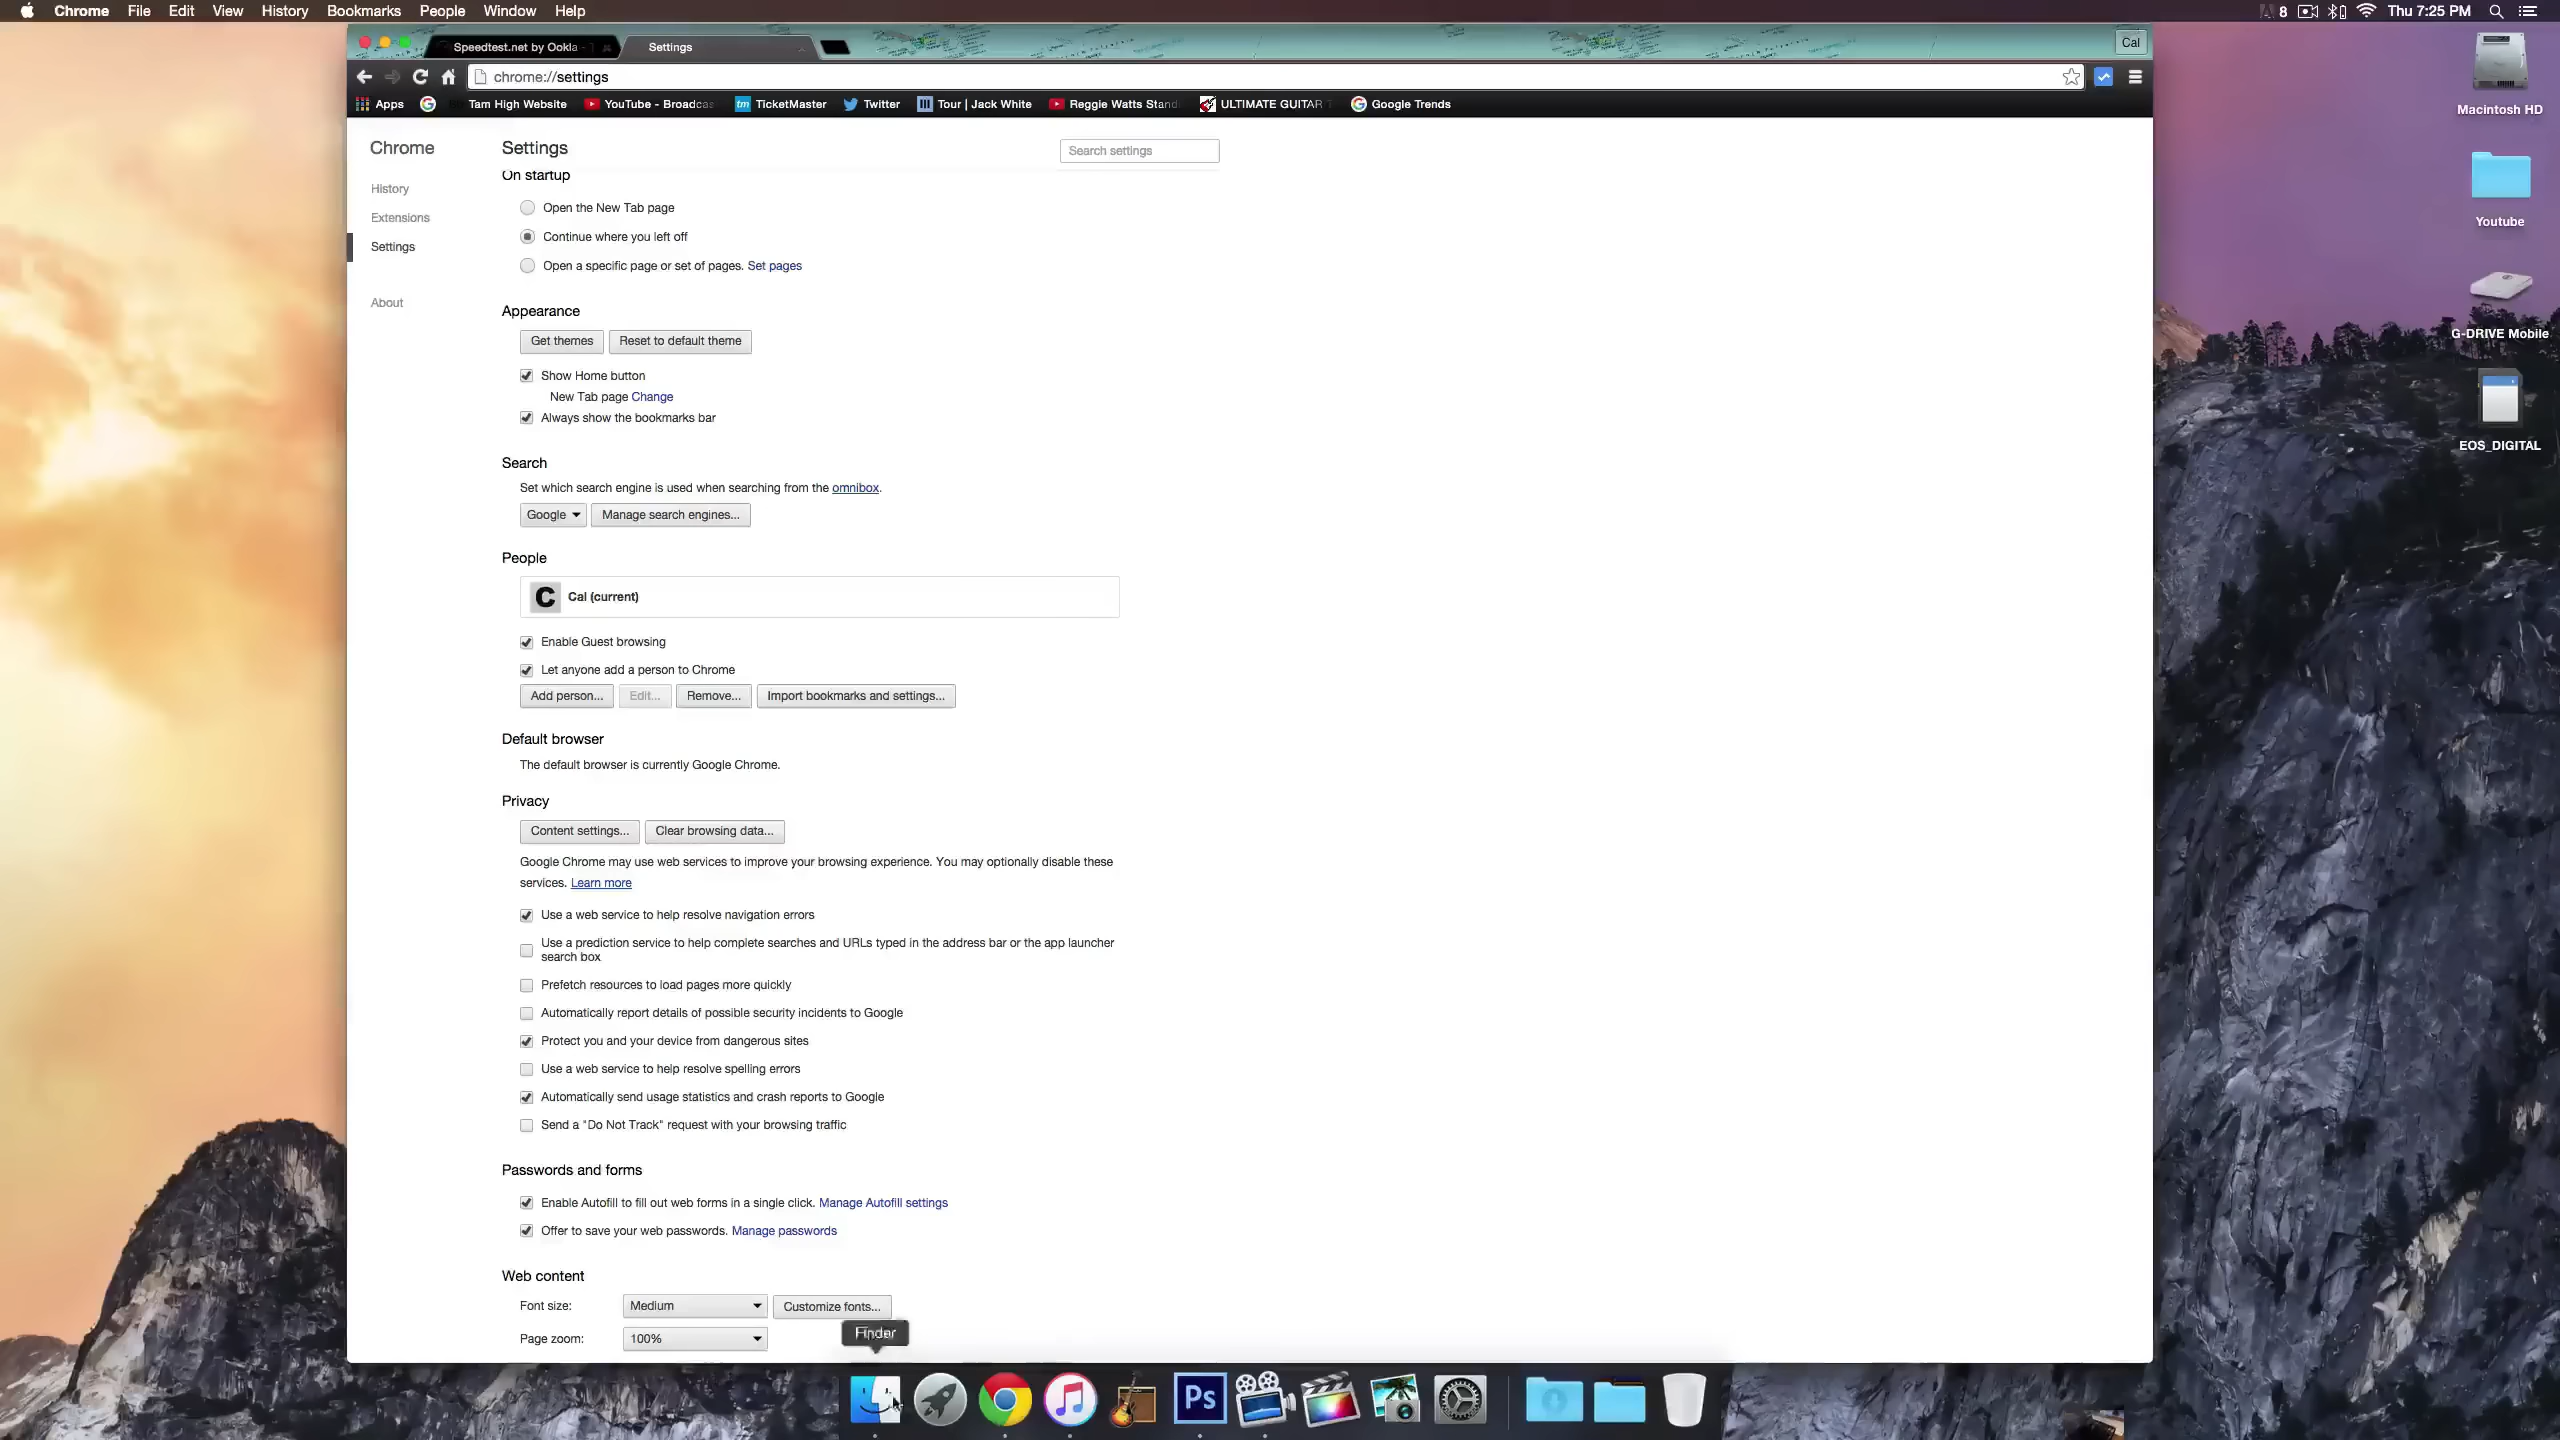 Chrome File Edit View History Bookmarks People Window Help
8 Thu 7:25 PM
Speedtest.net by Ookla - Settings Cal
chrome://settings
Apps Tam High Website YouTube - Broadcas TicketMaster Twitter Tour | Jack White Reggie Watts Stand ULTIMATE GUITAR Google Trends
Macintosh HD
Youtube
G-DRIVE Mobile
EOS_DIGITAL
Chrome
History
Extensions
Settings
About
Settings
Search settings
On startup
Open the New Tab page
Continue where you left off
Open a specific page or set of pages. Set pages
Appearance
Get themes Reset to default theme
Show Home button
New Tab page Change
Always show the bookmarks bar
Search
Set which search engine is used when searching from the omnibox.
Google Manage search engines...
People
C Cal (current)
Enable Guest browsing
Let anyone add a person to Chrome
Add person... Edit... Remove... Import bookmarks and settings...
Default browser
The default browser is currently Google Chrome.
Privacy
Content settings... Clear browsing data...
Google Chrome may use web services to improve your browsing experience. You may optionally disable these
services. Learn more
Use a web service to help resolve navigation errors
Use a prediction service to help complete searches and URLs typed in the address bar or the app launcher
search box
Prefetch resources to load pages more quickly
Automatically report details of possible security incidents to Google
Protect you and your device from dangerous sites
Use a web service to help resolve spelling errors
Automatically send usage statistics and crash reports to Google
Send a "Do Not Track" request with your browsing traffic
Passwords and forms
Enable Autofill to fill out web forms in a single click. Manage Autofill settings
Offer to save your web passwords. Manage passwords
Web content
Font size: Medium Customize fonts...
Page zoom: 100%
Finder
Ps